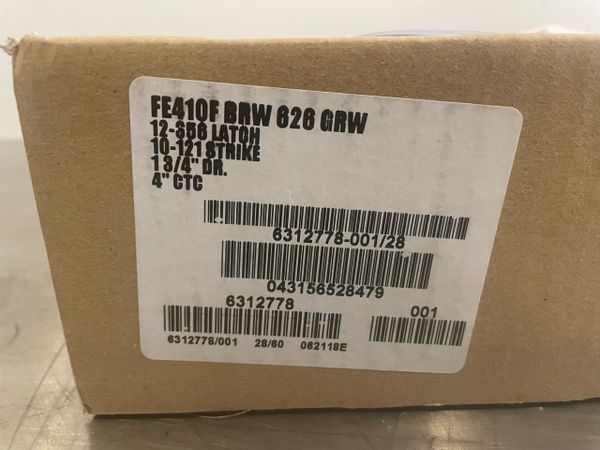 FE410F BRW 626 GRW
12-S56 LATCH
10-121 STRIKE
1 3/4" DR.
4" CTC
6312778-001/28
043156528479
6312778
001
6312778/001 28/60 062118E